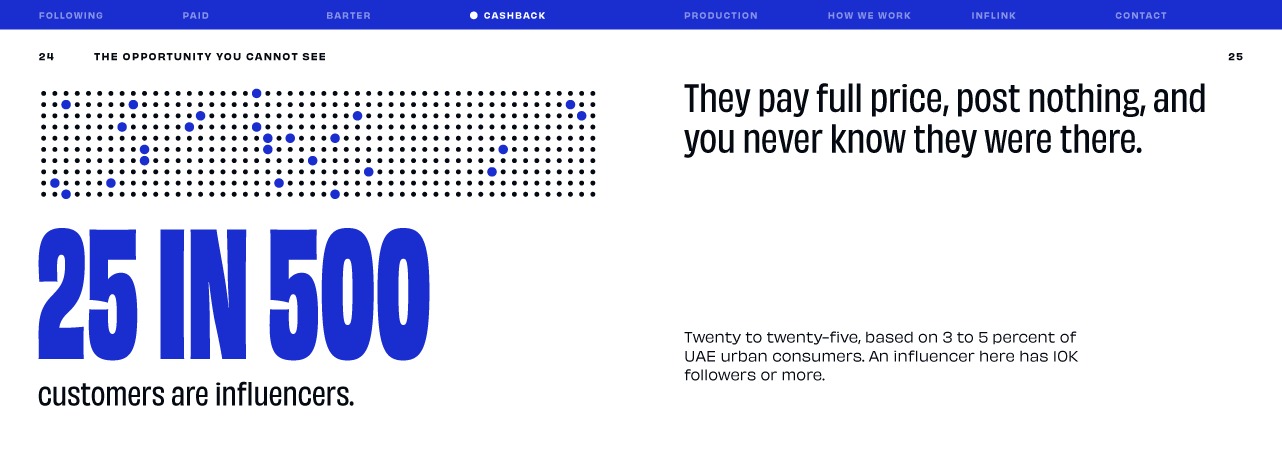 FOLLOWING PAID BARTER CASHBACK PRODUCTION HOW WE WORK INFLINK CONTACT
24 THE OPPORTUNITY YOU CANNOT SEE
25 IN 500
customers are influencers.
25
They pay full price, post nothing, and
you never know they were there.
Twenty to twenty-five, based on 3 to 5 percent of
UAE urban consumers. An influencer here has 10K
followers or more.